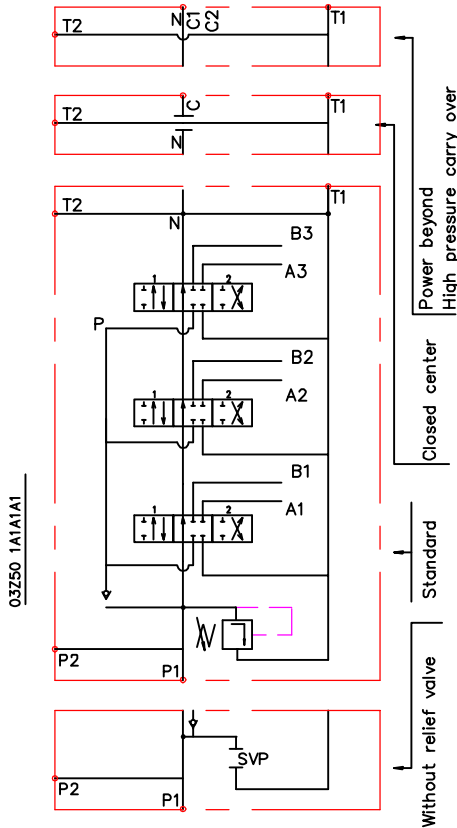 T2
N
C1
C2
T1
T2
C
N
T1
T2
N
T1
B3
1
2
A3
P
B2
1
2
A2
B1
1
2
A1
03Z50 1A1A1A1
P2
P1
SVP
P2
P1
Power beyond
High pressure carry over
Closed center
Standard
Without relief valve